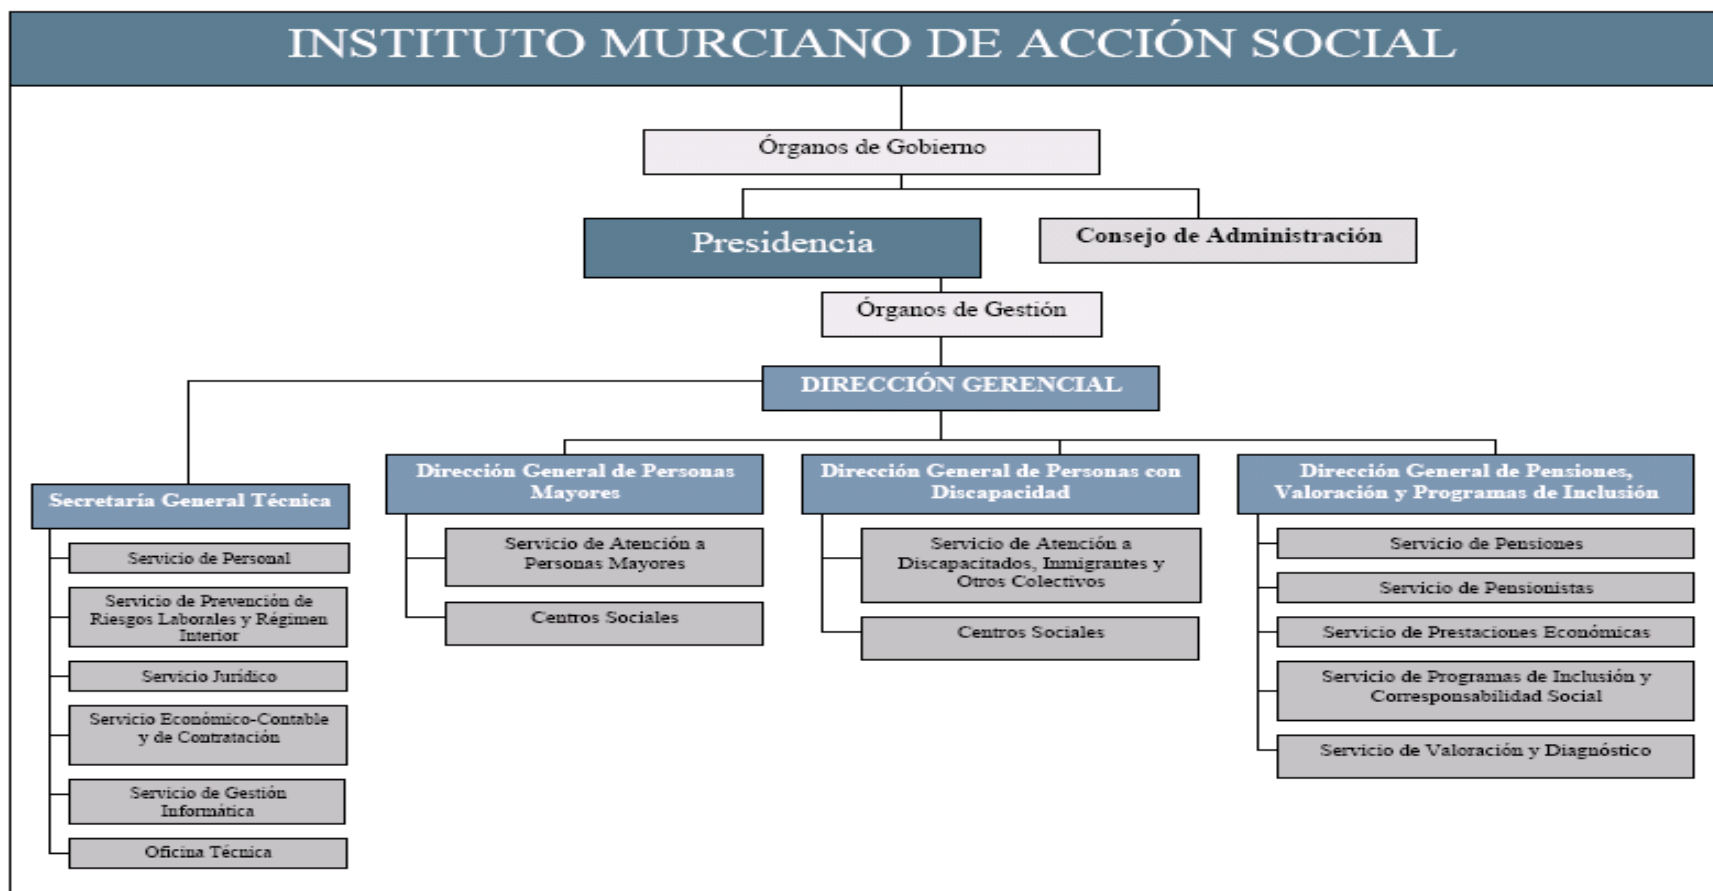 INSTITUTO MURCIANO DE ACCIÓN SOCIAL
Órganos de Gobierno
Presidencia
Consejo de Administración
Órganos de Gestión
DIRECCIÓN GERENCIAL
Secretaría General Técnica
Servicio de Personal
Servicio de Prevención de
Riesgos Laborales y Régimen
Interior
Servicio Jurídico
Servicio Económico-Contable
y de Contratación
Servicio de Gestión
Informática
Oficina Técnica
Dirección General de Personas
Mayores
Servicio de Atención a
Personas Mayores
Centros Sociales
Dirección General de Personas con
Discapacidad
Servicio de Atención a
Discapacitados, Inmigrantes y
Otros Colectivos
Centros Sociales
Dirección General de Pensiones,
Valoración y Programas de Inclusión
Servicio de Pensiones
Servicio de Pensionistas
Servicio de Prestaciones Económicas
Servicio de Programas de Inclusión y
Corresponsabilidad Social
Servicio de Valoración y Diagnóstico